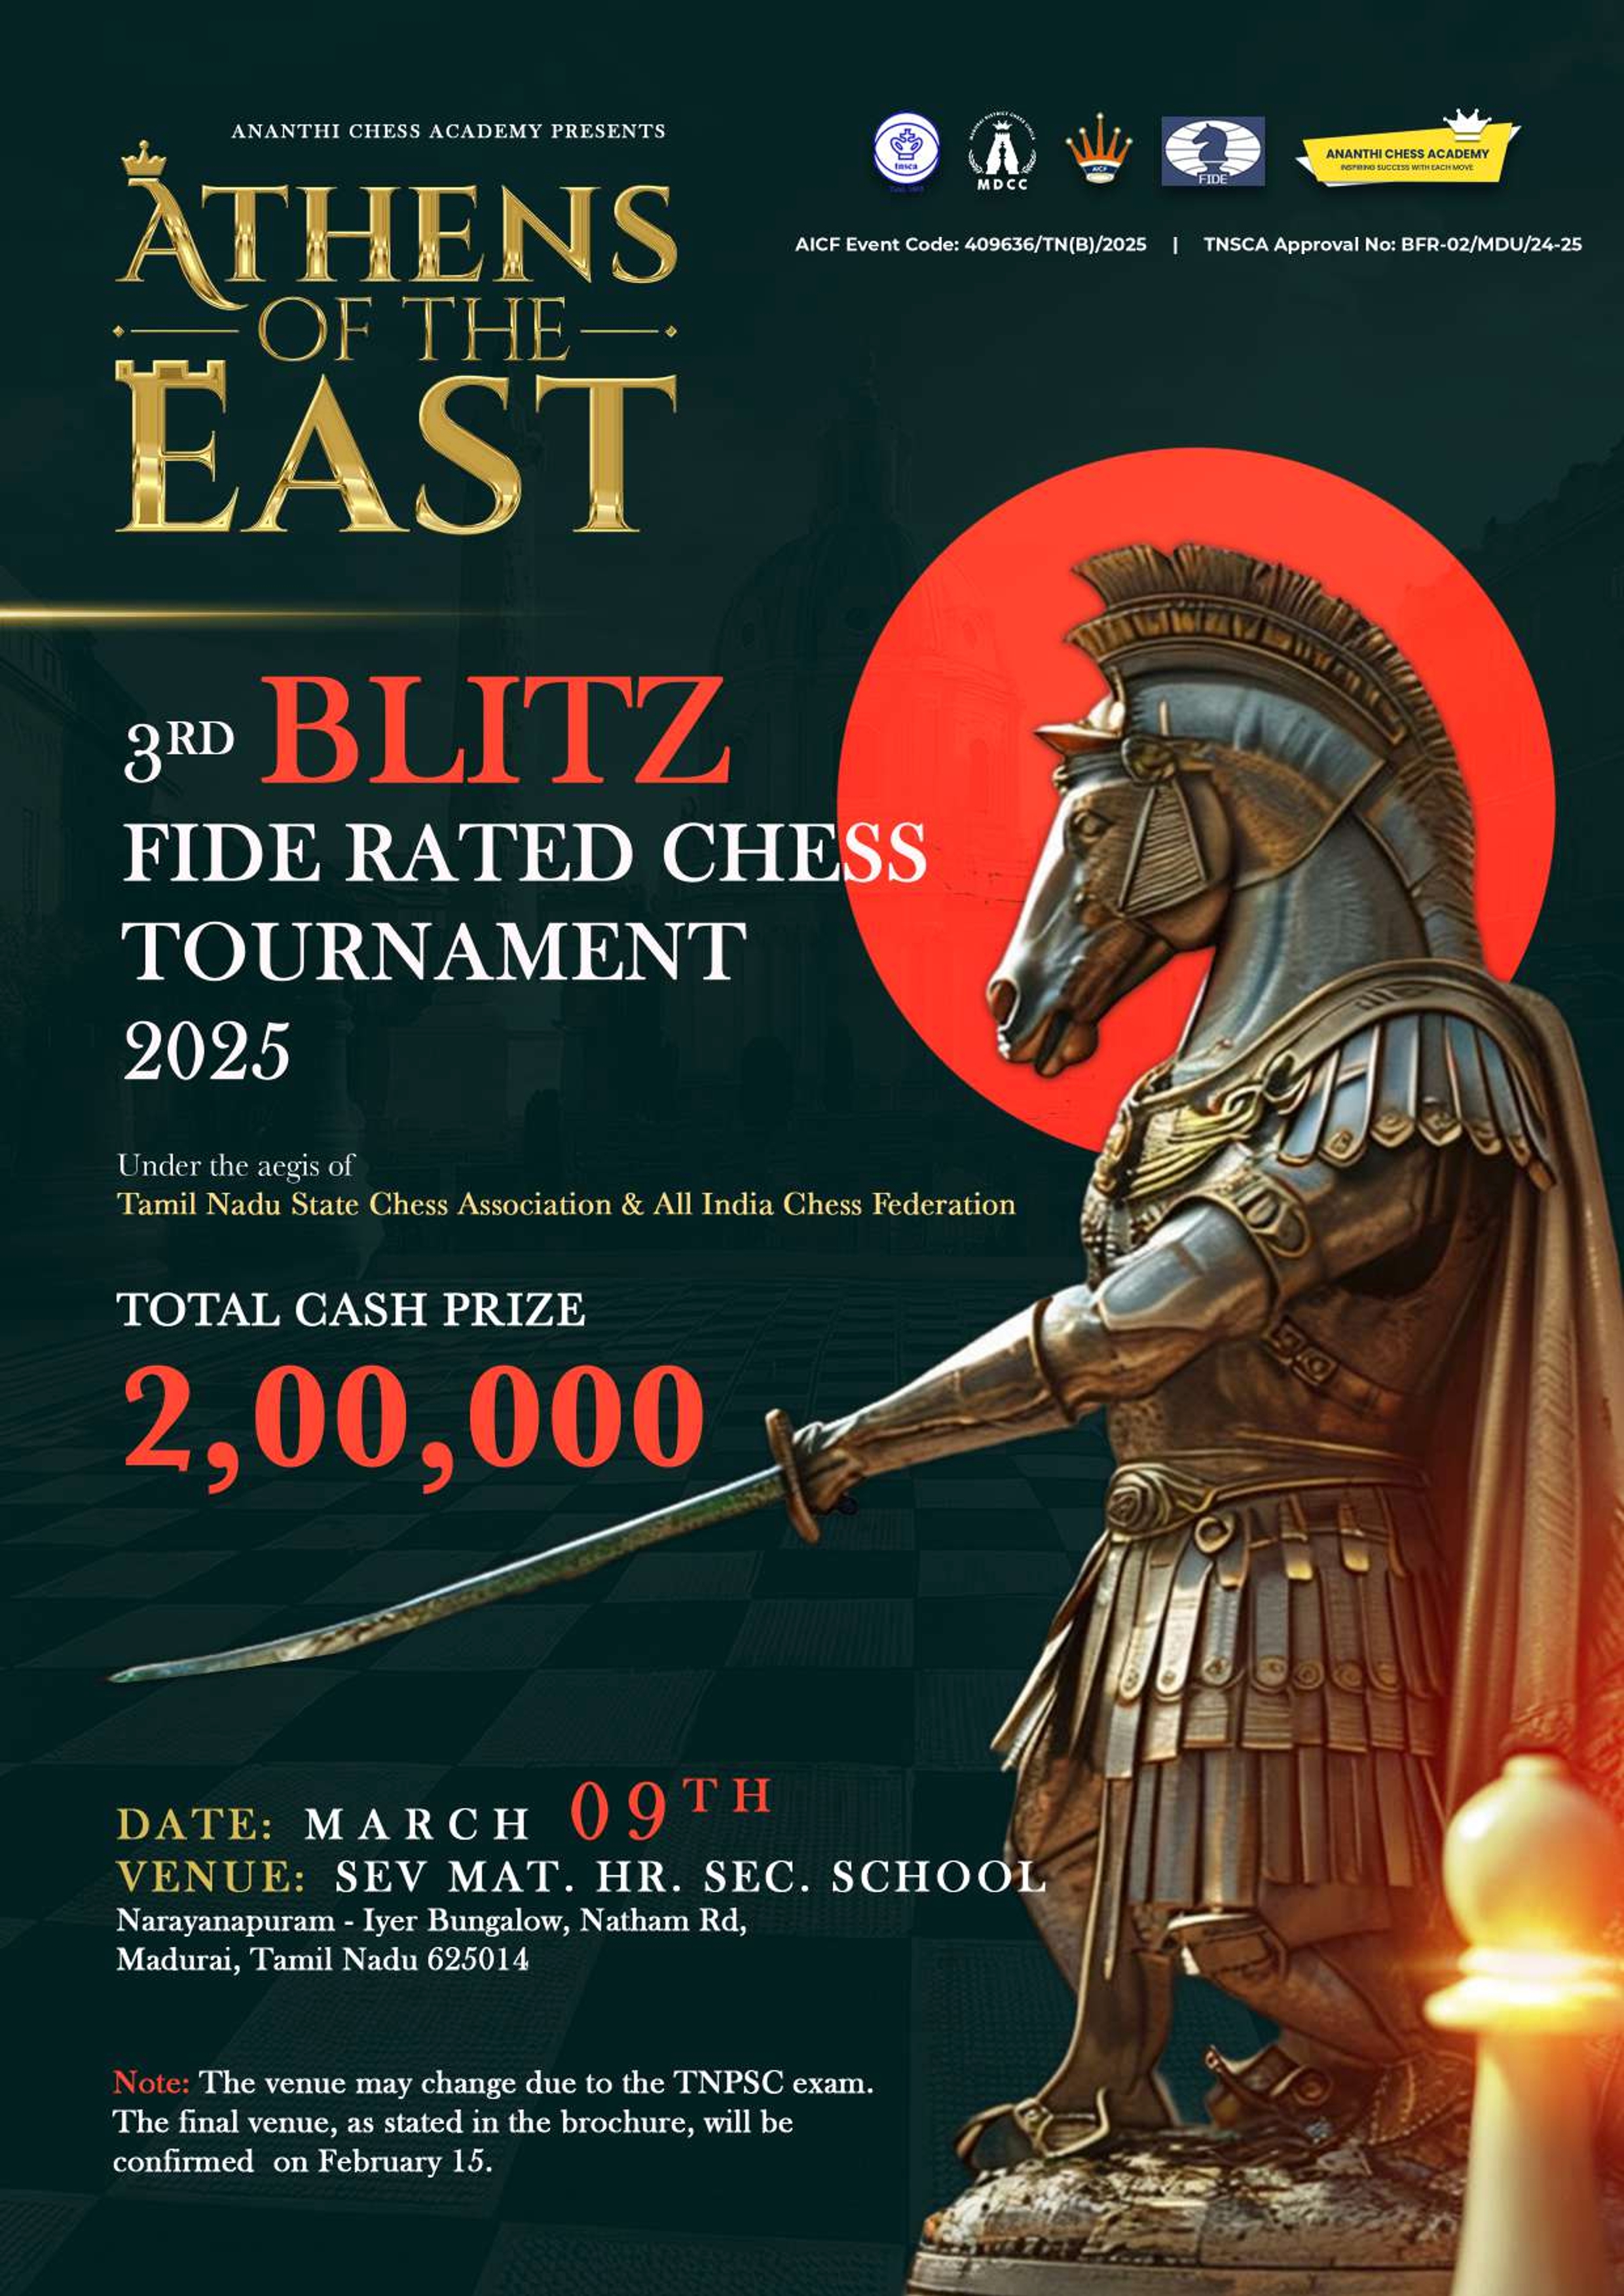 ANANTHI CHESS ACADEMY PRESENTS
ATHENS
OF THE
EAST
tnsca
MDCC
AICF
FIDE
ANANTHI CHESS ACADEMY
INSPIRING SUCCESS WITH EACH MOVE
AICF Event Code: 409636/TN(B)/2025 | TNSCA Approval No: BFR-02/MDU/24-25
3RD BLITZ
FIDE RATED CHESS
TOURNAMENT
2025
Under the aegis of
Tamil Nadu State Chess Association & All India Chess Federation
TOTAL CASH PRIZE
2,00,000
DATE: MARCH 09TH
VENUE: SEV MAT. HR. SEC. SCHOOL
Narayanapuram - Iyer Bungalow, Natham Rd,
Madurai, Tamil Nadu 625014
Note: The venue may change due to the TNPSC exam.
The final venue, as stated in the brochure, will be
confirmed on February 15.